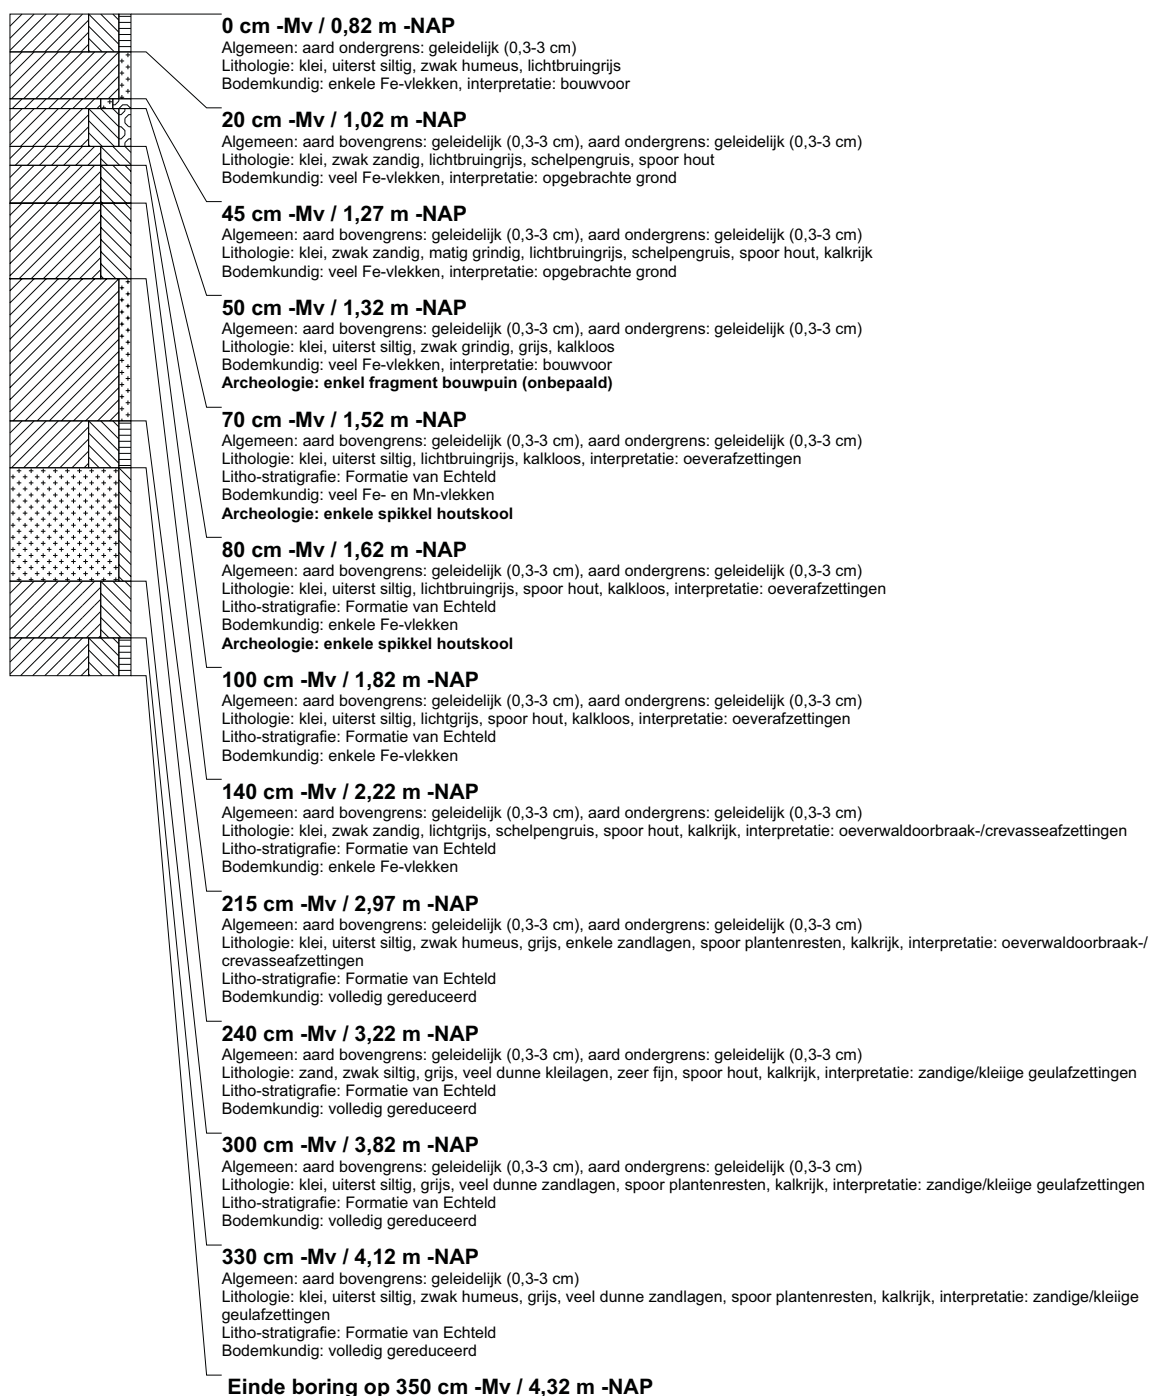 0 cm -Mv / 0,82 m -NAP
Algemeen: aard ondergrens: geleidelijk (0,3-3 cm)
Lithologie: klei, uiterst siltig, zwak humeus, lichtbruingrijs
Bodemkundig: enkele Fe-vlekken, interpretatie: bouwvoor
20 cm -Mv / 1,02 m -NAP
Algemeen: aard bovengrens: geleidelijk (0,3-3 cm), aard ondergrens: geleidelijk (0,3-3 cm)
Lithologie: klei, zwak zandig, lichtbruingrijs, schelpengruis, spoor hout
Bodemkundig: veel Fe-vlekken, interpretatie: opgebrachte grond
45 cm -Mv / 1,27 m -NAP
Algemeen: aard bovengrens: geleidelijk (0,3-3 cm), aard ondergrens: geleidelijk (0,3-3 cm)
Lithologie: klei, zwak zandig, matig grindig, lichtbruingrijs, schelpengruis, spoor hout, kalkrijk
Bodemkundig: veel Fe-vlekken, interpretatie: opgebrachte grond
50 cm -Mv / 1,32 m -NAP
Algemeen: aard bovengrens: geleidelijk (0,3-3 cm), aard ondergrens: geleidelijk (0,3-3 cm)
Lithologie: klei, uiterst siltig, zwak grindig, grijs, kalkloos
Bodemkundig: veel Fe-vlekken, interpretatie: bouwvoor
Archeologie: enkel fragment bouwpuin (onbepaald)
70 cm -Mv / 1,52 m -NAP
Algemeen: aard bovengrens: geleidelijk (0,3-3 cm), aard ondergrens: geleidelijk (0,3-3 cm)
Lithologie: klei, uiterst siltig, lichtbruingrijs, kalkloos, interpretatie: oeverafzettingen
Litho-stratigrafie: Formatie van Echteld
Bodemkundig: veel Fe- en Mn-vlekken
Archeologie: enkele spikkel houtskool
80 cm -Mv / 1,62 m -NAP
Algemeen: aard bovengrens: geleidelijk (0,3-3 cm), aard ondergrens: geleidelijk (0,3-3 cm)
Lithologie: klei, uiterst siltig, lichtbruingrijs, spoor hout, kalkloos, interpretatie: oeverafzettingen
Litho-stratigrafie: Formatie van Echteld
Bodemkundig: enkele Fe-vlekken
Archeologie: enkele spikkel houtskool
100 cm -Mv / 1,82 m -NAP
Algemeen: aard bovengrens: geleidelijk (0,3-3 cm), aard ondergrens: geleidelijk (0,3-3 cm)
Lithologie: klei, uiterst siltig, lichtgrijs, spoor hout, kalkloos, interpretatie: oeverafzettingen
Litho-stratigrafie: Formatie van Echteld
Bodemkundig: enkele Fe-vlekken
140 cm -Mv / 2,22 m -NAP
Algemeen: aard bovengrens: geleidelijk (0,3-3 cm), aard ondergrens: geleidelijk (0,3-3 cm)
Lithologie: klei, zwak zandig, lichtgrijs, schelpengruis, spoor hout, kalkrijk, interpretatie: oeverwaldoorbraak-/crevasseafzettingen
Litho-stratigrafie: Formatie van Echteld
Bodemkundig: enkele Fe-vlekken
215 cm -Mv / 2,97 m -NAP
Algemeen: aard bovengrens: geleidelijk (0,3-3 cm), aard ondergrens: geleidelijk (0,3-3 cm)
Lithologie: klei, uiterst siltig, zwak humeus, grijs, enkele zandlagen, spoor plantenresten, kalkrijk, interpretatie: oeverwaldoorbraak-/
crevasseafzettingen
Litho-stratigrafie: Formatie van Echteld
Bodemkundig: volledig gereduceerd
240 cm -Mv / 3,22 m -NAP
Algemeen: aard bovengrens: geleidelijk (0,3-3 cm), aard ondergrens: geleidelijk (0,3-3 cm)
Lithologie: zand, zwak siltig, grijs, veel dunne kleilagen, zeer fijn, spoor hout, kalkrijk, interpretatie: zandige/kleiige geulafzettingen
Litho-stratigrafie: Formatie van Echteld
Bodemkundig: volledig gereduceerd
300 cm -Mv / 3,82 m -NAP
Algemeen: aard bovengrens: geleidelijk (0,3-3 cm), aard ondergrens: geleidelijk (0,3-3 cm)
Lithologie: klei, uiterst siltig, grijs, veel dunne zandlagen, spoor plantenresten, kalkrijk, interpretatie: zandige/kleiige geulafzettingen
Litho-stratigrafie: Formatie van Echteld
Bodemkundig: volledig gereduceerd
330 cm -Mv / 4,12 m -NAP
Algemeen: aard bovengrens: geleidelijk (0,3-3 cm)
Lithologie: klei, uiterst siltig, zwak humeus, grijs, veel dunne zandlagen, spoor plantenresten, kalkrijk, interpretatie: zandige/kleiige
geulafzettingen
Litho-stratigrafie: Formatie van Echteld
Bodemkundig: volledig gereduceerd
Einde boring op 350 cm -Mv / 4,32 m -NAP